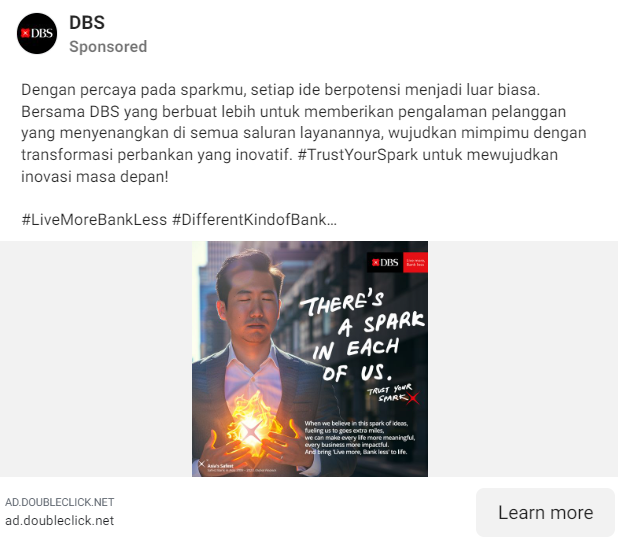 DBS
Sponsored
DBS
Dengan percaya pada sparkmu, setiap ide berpotensi menjadi luar biasa.
Bersama DBS yang berbuat lebih untuk memberikan pengalaman pelanggan
yang menyenangkan di semua saluran layanannya, wujudkan mimpimu dengan
transformasi perbankan yang inovatif. #TrustYourSpark untuk mewujudkan
inovasi masa depan!
#LiveMoreBankLess #DifferentKindofBank...
DBS
Live more,
Bank less
THERE'S
A SPARK
IN EACH
OF US.
TRUST YOUR
SPARK
When we believe in this spark of ideas,
fueling us to goes extra miles,
we can make every life more meaningful,
every business more impactful.
And bring 'Live more, Bank less' to life.
Asia's Safest
AD.DOUBLECLICK.NET
ad.doubleclick.net
Learn more